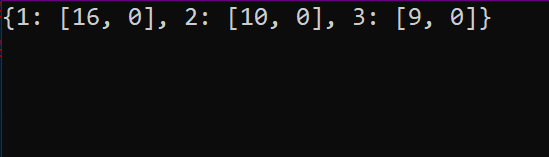 {1: [16, 0], 2: [10, 0], 3: [9, 0]}